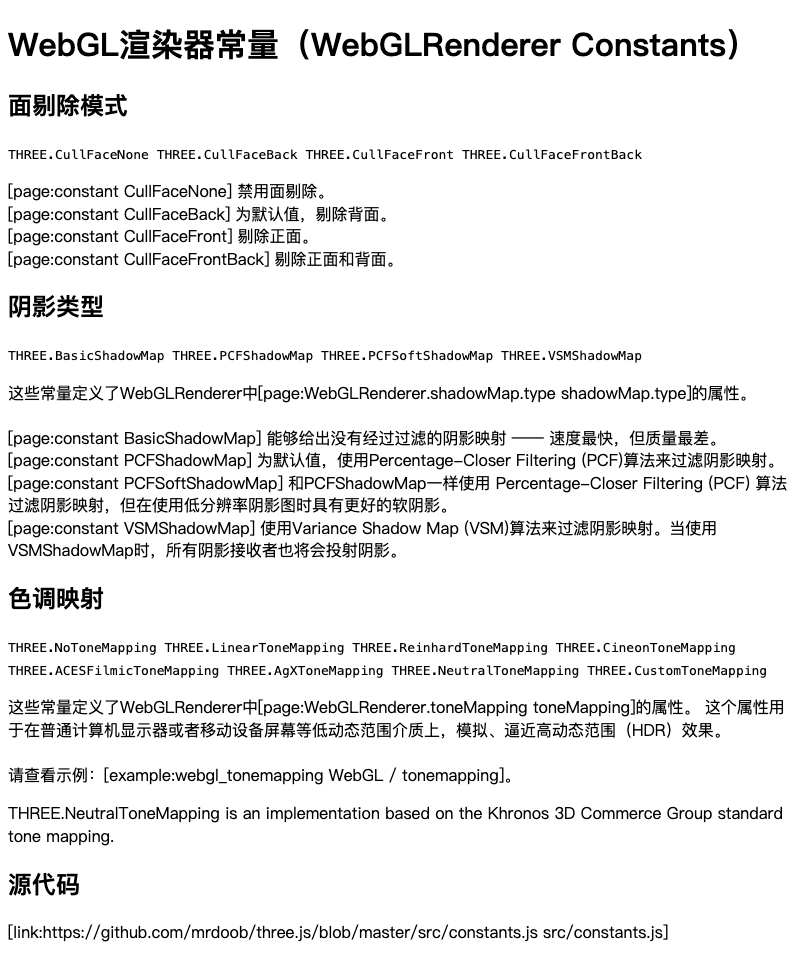 WebGL渲染器常量（WebGLRenderer Constants）
面剔除模式
THREE.CullFaceNone THREE.CullFaceBack THREE.CullFaceFront THREE.CullFaceFrontBack
[page:constant CullFaceNone] 禁用面剔除。
[page:constant CullFaceBack] 为默认值，剔除背面。
[page:constant CullFaceFront] 剔除正面。
[page:constant CullFaceFrontBack] 剔除正面和背面。
阴影类型
THREE.BasicShadowMap THREE.PCFShadowMap THREE.PCFSoftShadowMap THREE.VSMShadowMap
这些常量定义了WebGLRenderer中[page:WebGLRenderer.shadowMap.type shadowMap.type]的属性。
[page:constant BasicShadowMap] 能够给出没有经过过滤的阴影映射 —— 速度最快，但质量最差。
[page:constant PCFShadowMap] 为默认值，使用Percentage-Closer Filtering (PCF)算法来过滤阴影映射。
[page:constant PCFSoftShadowMap] 和PCFShadowMap一样使用 Percentage-Closer Filtering (PCF) 算法
过滤阴影映射，但在使用低分辨率阴影图时具有更好的软阴影。
[page:constant VSMShadowMap] 使用Variance Shadow Map (VSM)算法来过滤阴影映射。当使用
VSMShadowMap时，所有阴影接收者也将会投射阴影。
色调映射
THREE.NoToneMapping THREE.LinearToneMapping THREE.ReinhardToneMapping THREE.CineonToneMapping
THREE.ACESFilmicToneMapping THREE.AgXToneMapping THREE.NeutralToneMapping THREE.CustomToneMapping
这些常量定义了WebGLRenderer中[page:WebGLRenderer.toneMapping toneMapping]的属性。 这个属性用
于在普通计算机显示器或者移动设备屏幕等低动态范围介质上，模拟、逼近高动态范围（HDR）效果。
请查看示例：[example:webgl_tonemapping WebGL / tonemapping]。
THREE.NeutralToneMapping is an implementation based on the Khronos 3D Commerce Group standard
tone mapping.
源代码
[link:https://github.com/mrdoob/three.js/blob/master/src/constants.js src/constants.js]